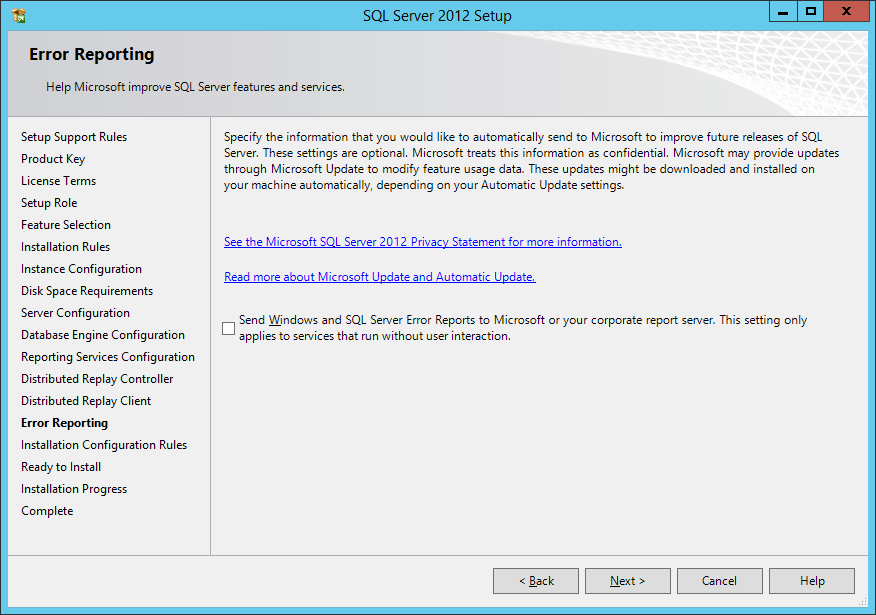 SQL Server 2012 Setup
Error Reporting
Help Microsoft improve SQL Server features and services.
Setup Support Rules
Product Key
License Terms
Setup Role
Feature Selection
Installation Rules
Instance Configuration
Disk Space Requirements
Server Configuration
Database Engine Configuration
Reporting Services Configuration
Distributed Replay Controller
Distributed Replay Client
Error Reporting
Installation Configuration Rules
Ready to Install
Installation Progress
Complete
Specify the information that you would like to automatically send to Microsoft to improve future releases of SQL
Server. These settings are optional. Microsoft treats this information as confidential. Microsoft may provide updates
through Microsoft Update to modify feature usage data. These updates might be downloaded and installed on
your machine automatically, depending on your Automatic Update settings.
See the Microsoft SQL Server 2012 Privacy Statement for more information.
Read more about Microsoft Update and Automatic Update.
Send Windows and SQL Server Error Reports to Microsoft or your corporate report server. This setting only
applies to services that run without user interaction.
< Back
Next >
Cancel
Help